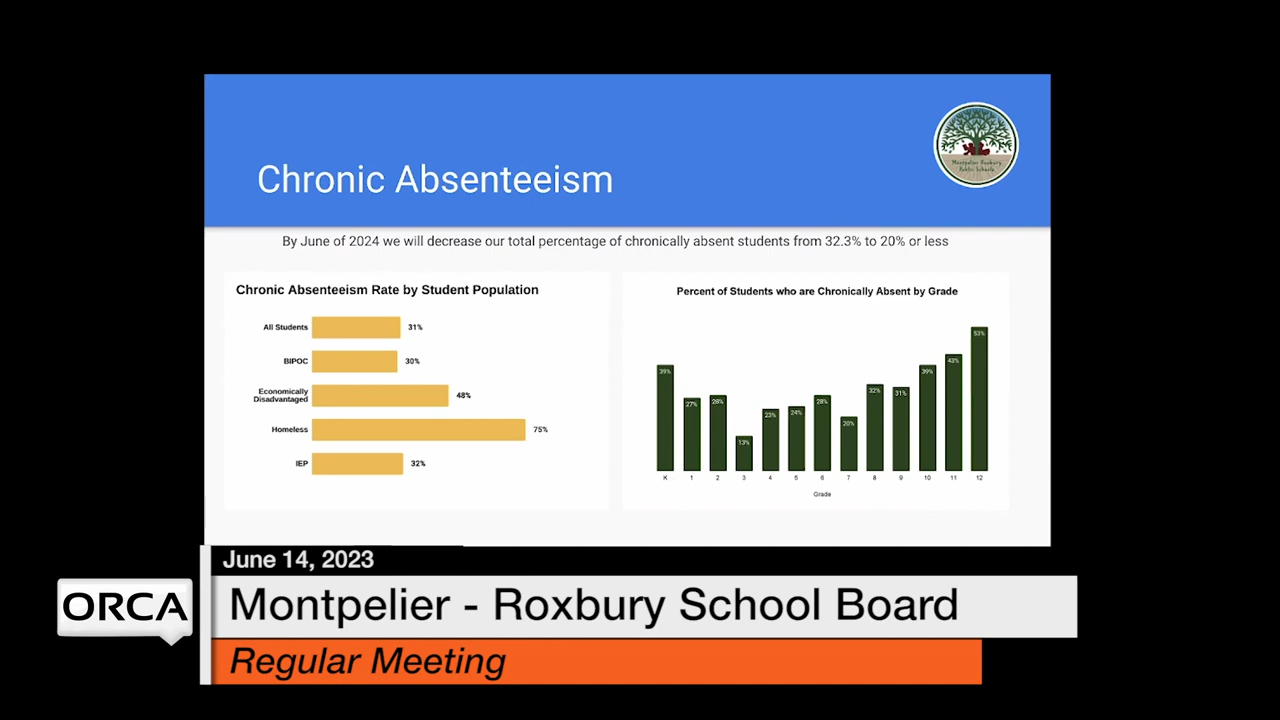 Chronic Absenteeism
Montpelier Roxbury
Public Schools
By June of 2024 we will decrease our total percentage of chronically absent students from 32.3% to 20% or less
Chronic Absenteeism Rate by Student Population
All Students 31%
BIPOC 30%
Economically
Disadvantaged 48%
Homeless 75%
IEP 32%
Percent of Students who are Chronically Absent by Grade
39% 27% 28% 13% 23% 24% 28% 20% 32% 31% 39% 43% 53%
K 1 2 3 4 5 6 7 8 9 10 11 12
Grade
June 14, 2023
ORCA
Montpelier - Roxbury School Board
Regular Meeting